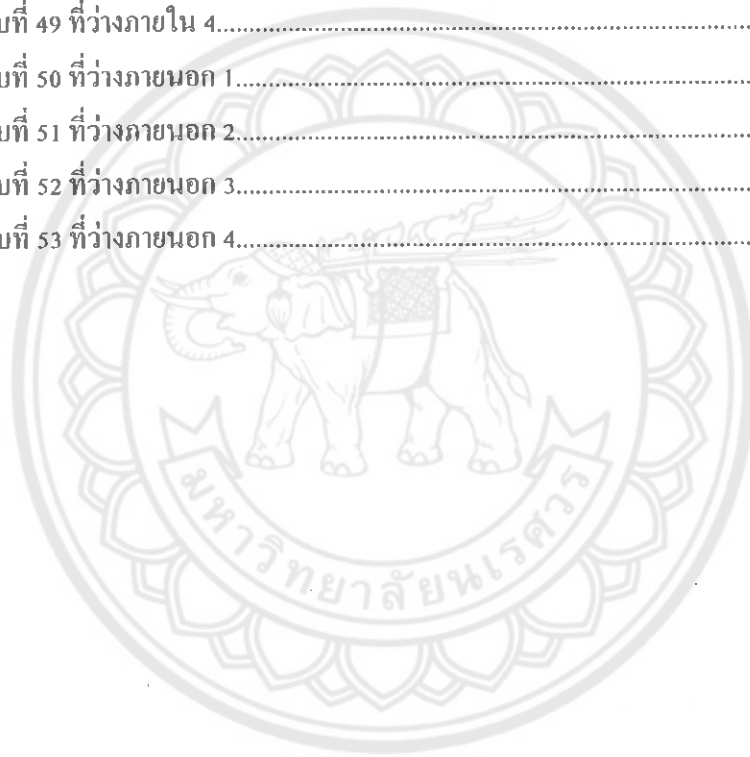 บที่ 49 ที่ว่างภายใน 4
บที่ 50 ที่ว่างภายนอก 1
บที่ 51 ที่ว่างภายนอก 2
บที่ 52 ที่ว่างภายนอก 3
บที่ 53 ที่ว่างภายนอก 4
มหาวิทยาลัยนเรศวร